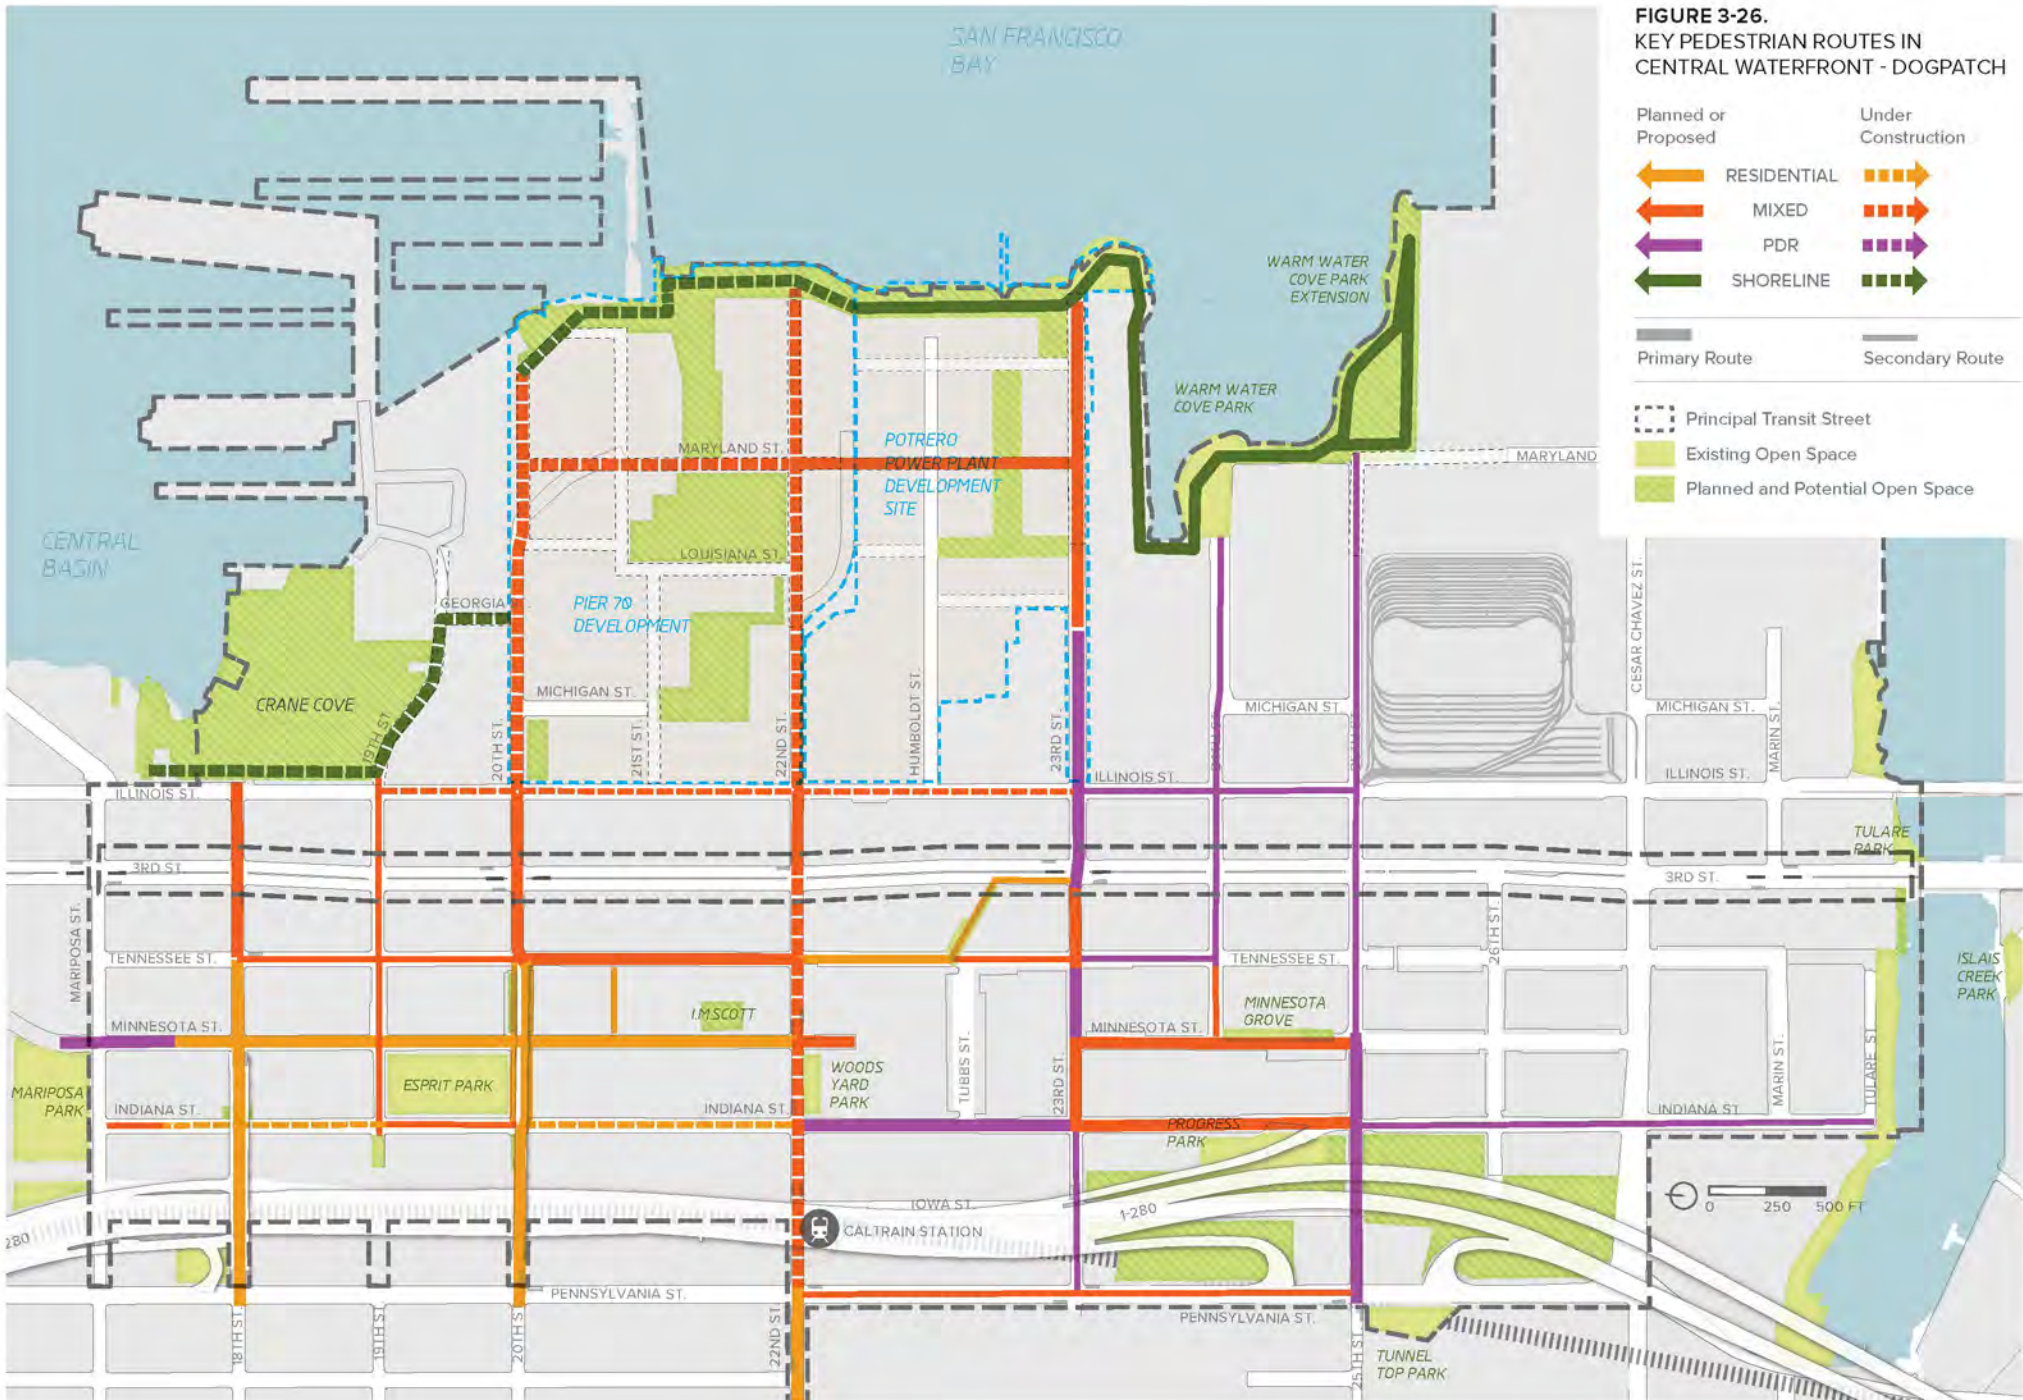 FIGURE 3-26.
KEY PEDESTRIAN ROUTES IN
CENTRAL WATERFRONT - DOGPATCH
Planned or
Proposed
Under
Construction
RESIDENTIAL
MIXED
PDR
SHORELINE
Primary Route
Secondary Route
Principal Transit Street
Existing Open Space
Planned and Potential Open Space
SAN FRANCISCO
BAY
WARM WATER
COVE PARK
EXTENSION
WARM WATER
COVE PARK
POTRERO
POWER PLANT
DEVELOPMENT
SITE
MARYLAND ST.
MARYLAND
CENTRAL
BASIN
LOUISIANA ST.
GEORGIA
PIER 70
DEVELOPMENT
CRANE COVE
19TH ST.
20TH ST.
MICHIGAN ST.
21ST ST.
22ND ST.
HUMBOLDT ST.
23RD ST.
MICHIGAN ST.
CESAR CHAVEZ ST.
MICHIGAN ST.
MARIN ST.
ILLINOIS ST.
ILLINOIS ST.
ILLINOIS ST.
TULARE
PARK
3RD ST.
3RD ST.
MARIPOSA ST.
TENNESSEE ST.
TENNESSEE ST.
26TH ST.
ISLAIS
CREEK
PARK
I.M.SCOTT
MINNESOTA
GROVE
MINNESOTA ST.
MINNESOTA ST.
MARIPOSA
PARK
ESPRIT PARK
WOODS
YARD
PARK
TUBBS ST.
23RD ST.
MARIN ST.
TULARE ST
INDIANA ST.
INDIANA ST.
INDIANA ST
PROGRESS
PARK
IOWA ST.
I-280
0 250 500 FT
280
CALTRAIN STATION
PENNSYLVANIA ST.
PENNSYLVANIA ST.
18TH ST.
19TH ST.
20TH ST.
22ND ST.
25TH ST.
TUNNEL
TOP PARK